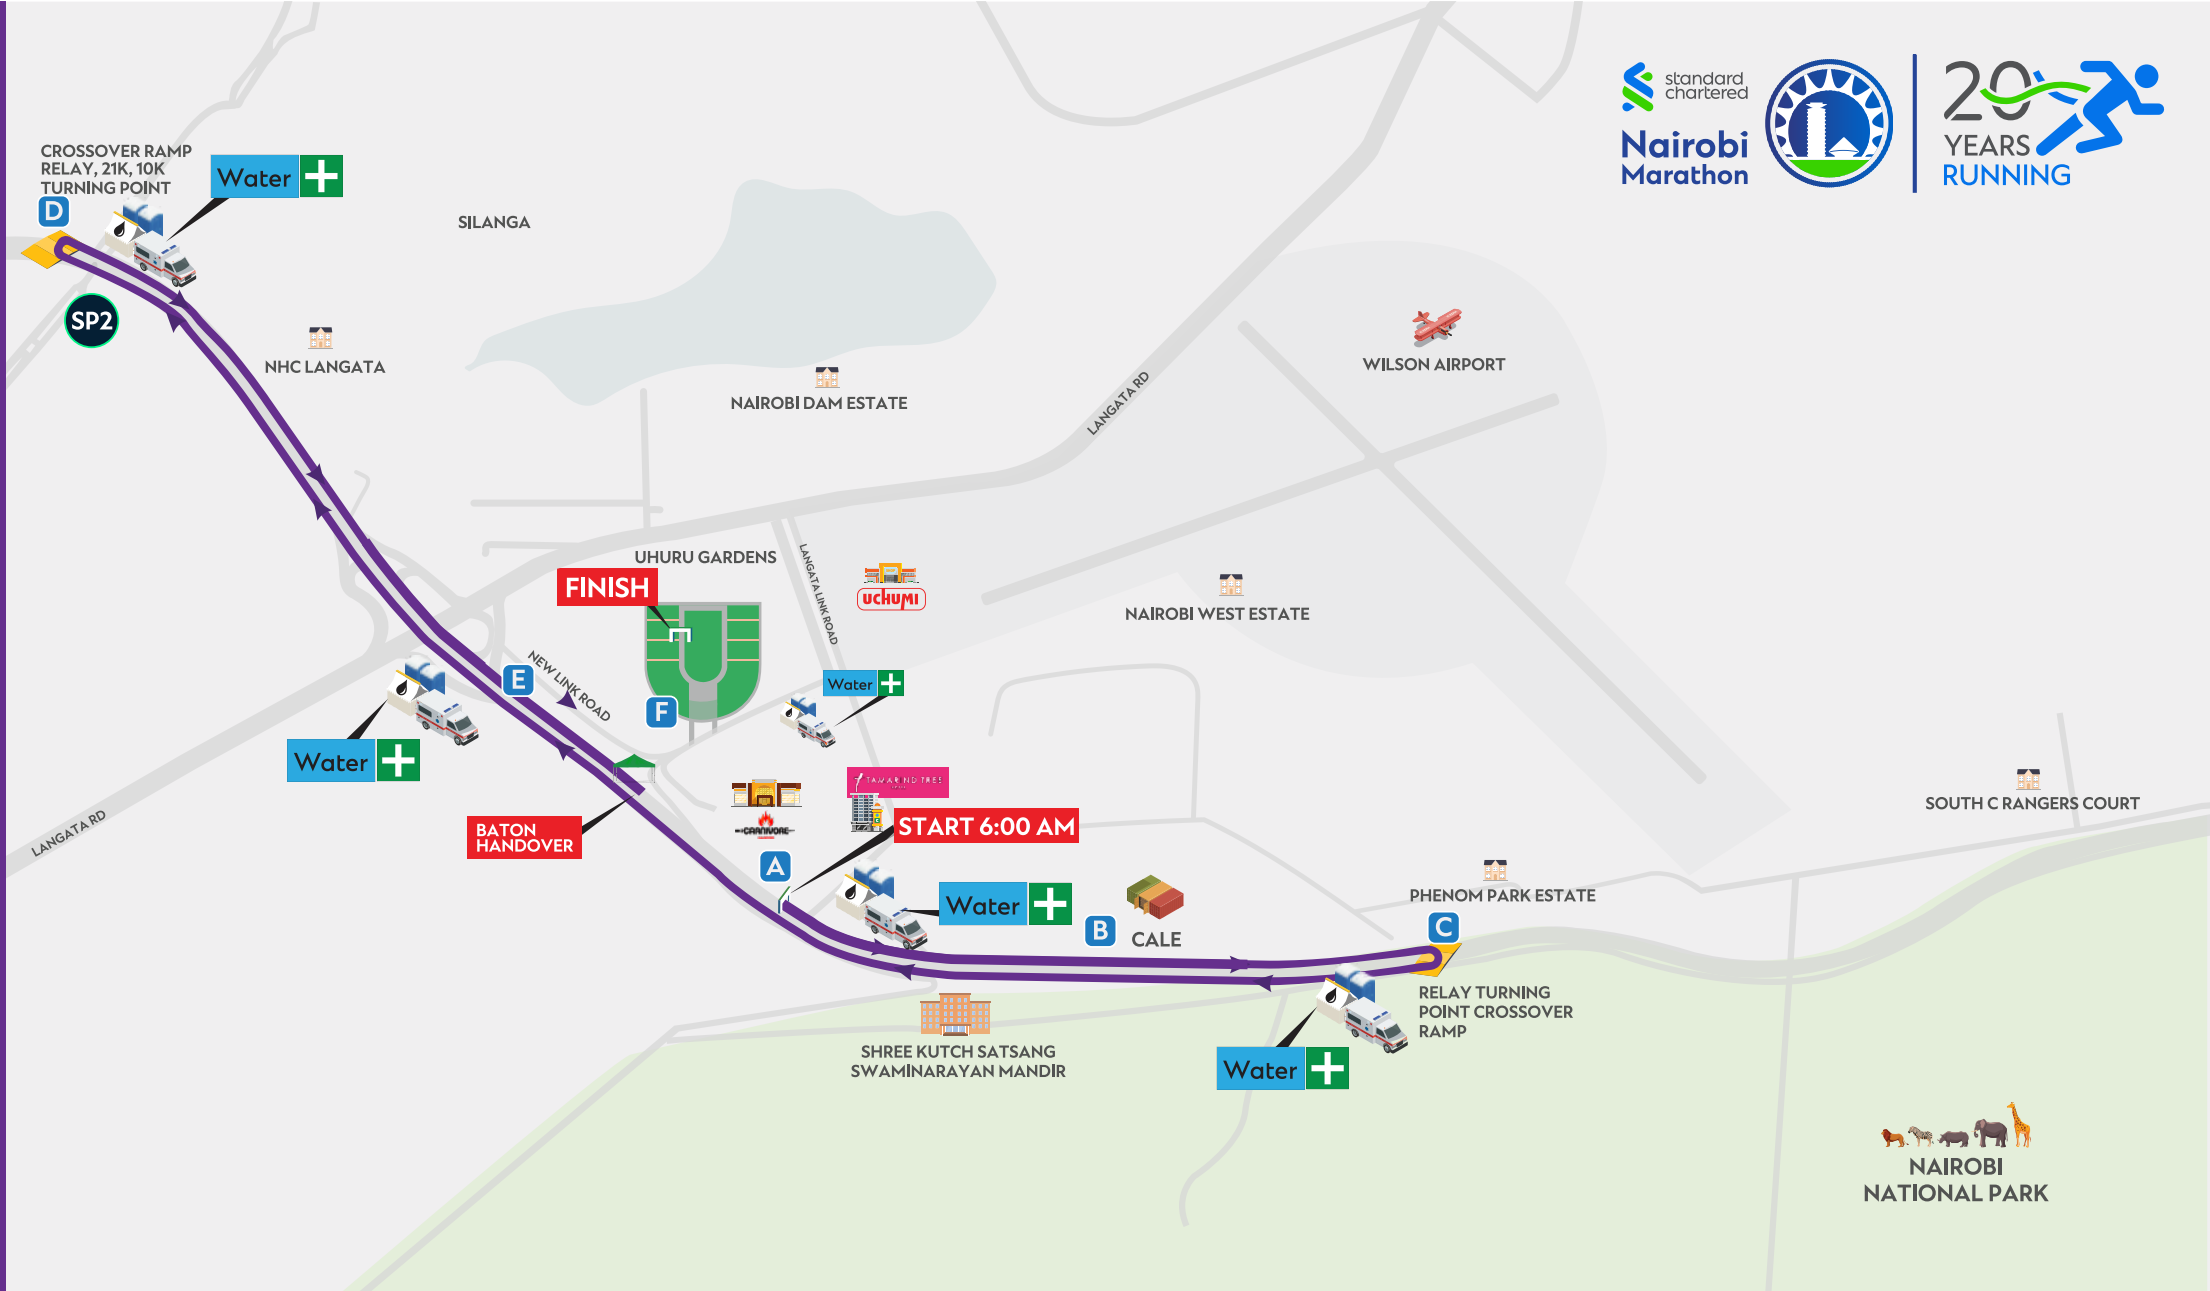 standard
chartered
Nairobi
Marathon
20
YEARS
RUNNING
CROSSOVER RAMP
RELAY, 21K, 10K
TURNING POINT
Water
D
SP2
SILANGA
NHC LANGATA
NAIROBI DAM ESTATE
LANGATA RD
WILSON AIRPORT
UHURU GARDENS
FINISH
LANGATA LINK ROAD
UCHUMI
NAIROBI WEST ESTATE
E
NEW LINK ROAD
F
Water
Water
BATON
HANDOVER
CARNIVORE
TAMARIND TREE
START 6:00 AM
A
LANGATA RD
Water
B
CALE
SOUTH C RANGERS COURT
PHENOM PARK ESTATE
C
RELAY TURNING
POINT CROSSOVER
RAMP
Water
SHREE KUTCH SATSANG
SWAMINARAYAN MANDIR
NAIROBI
NATIONAL PARK